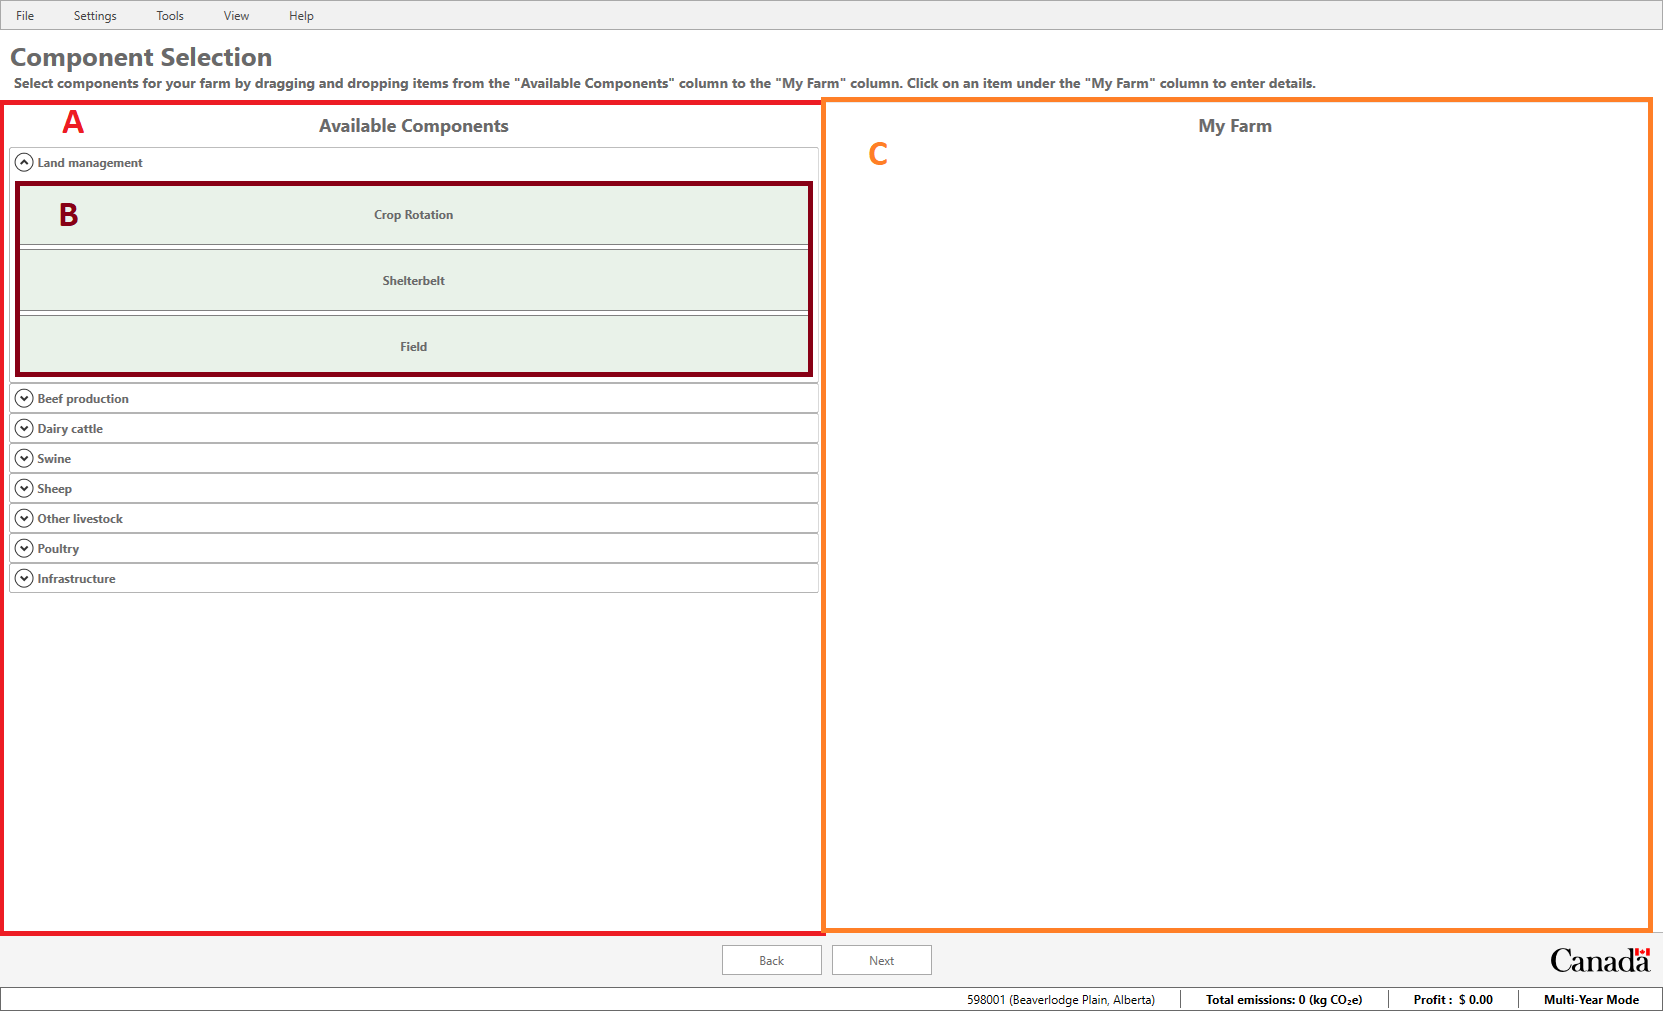 File Settings Tools View Help
Component Selection
Select components for your farm by dragging and dropping items from the "Available Components" column to the "My Farm" column. Click on an item under the "My Farm" column to enter details.
A
Available Components
Land management
B
Crop Rotation
Shelterbelt
Field
Beef production
Dairy cattle
Swine
Sheep
Other livestock
Poultry
Infrastructure
My Farm
C
Back Next
Canada
598001 (Beaverlodge Plain, Alberta) Total emissions: 0 (kg CO₂e) Profit : $ 0.00 Multi-Year Mode